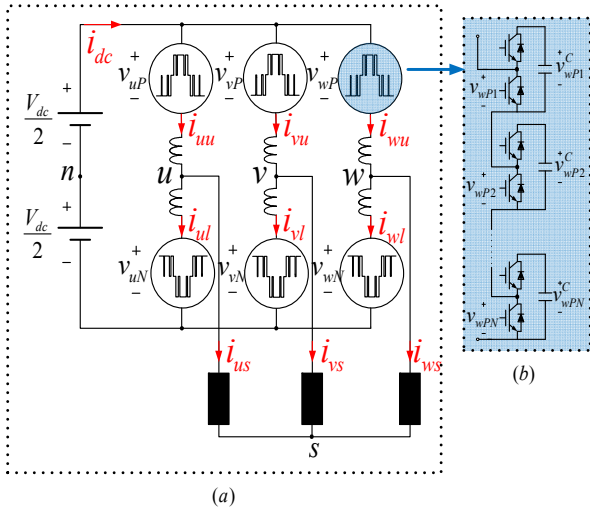 i_dc
V_dc/2
V_dc/2
n
+
−
+
−
+ v_uP −
+ v_vP −
+ v_wP −
i_uu
i_vu
i_wu
u
v
w
i_ul
i_vl
i_wl
+ v_uN −
+ v_vN −
+ v_wN −
i_us
i_vs
i_ws
s
(a)
+ v_wP1 −
+ v^C_wP1 −
+ v_wP2 −
+ v^C_wP2 −
+ v_wPN −
+ v^C_wPN −
(b)